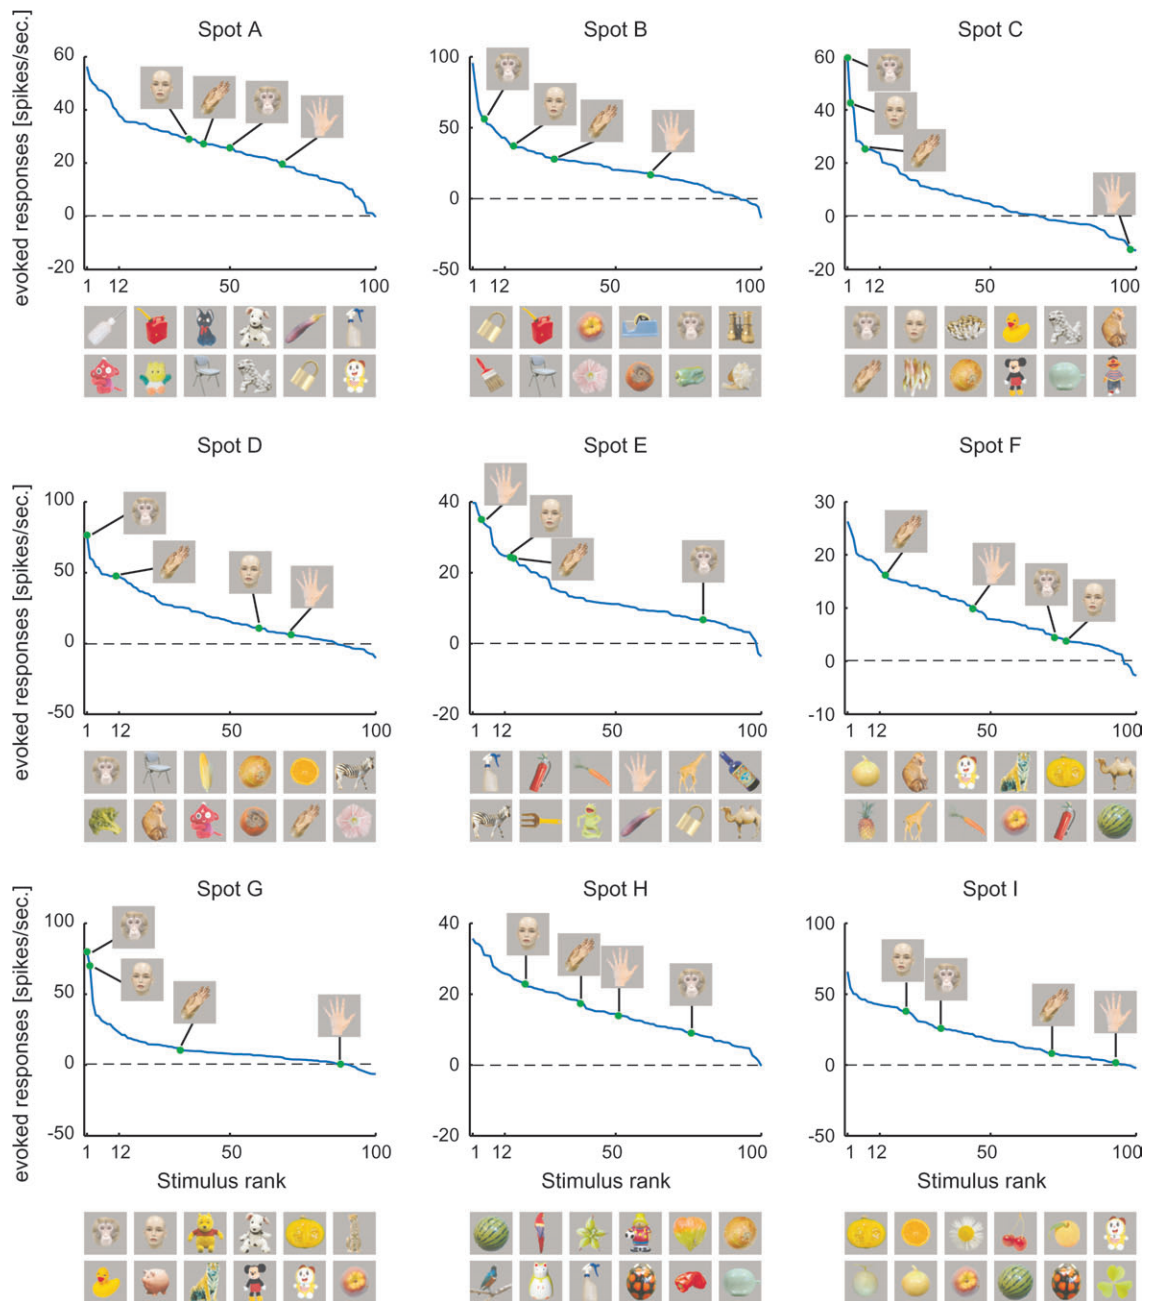 Spot A
Spot B
Spot C
evoked responses [spikes/sec.]
60
40
20
0
-20
1 12 50 100
100
50
0
-50
1 12 50 100
60
40
20
0
-20
1 12 50 100
Spot D
Spot E
Spot F
evoked responses [spikes/sec.]
100
50
0
-50
1 12 50 100
40
20
0
-20
1 12 50 100
30
20
10
0
-10
1 12 50 100
Spot G
Spot H
Spot I
evoked responses [spikes/sec.]
100
50
0
-50
1 12 50 100
Stimulus rank
40
20
0
-20
1 12 50 100
Stimulus rank
100
50
0
-50
1 12 50 100
Stimulus rank